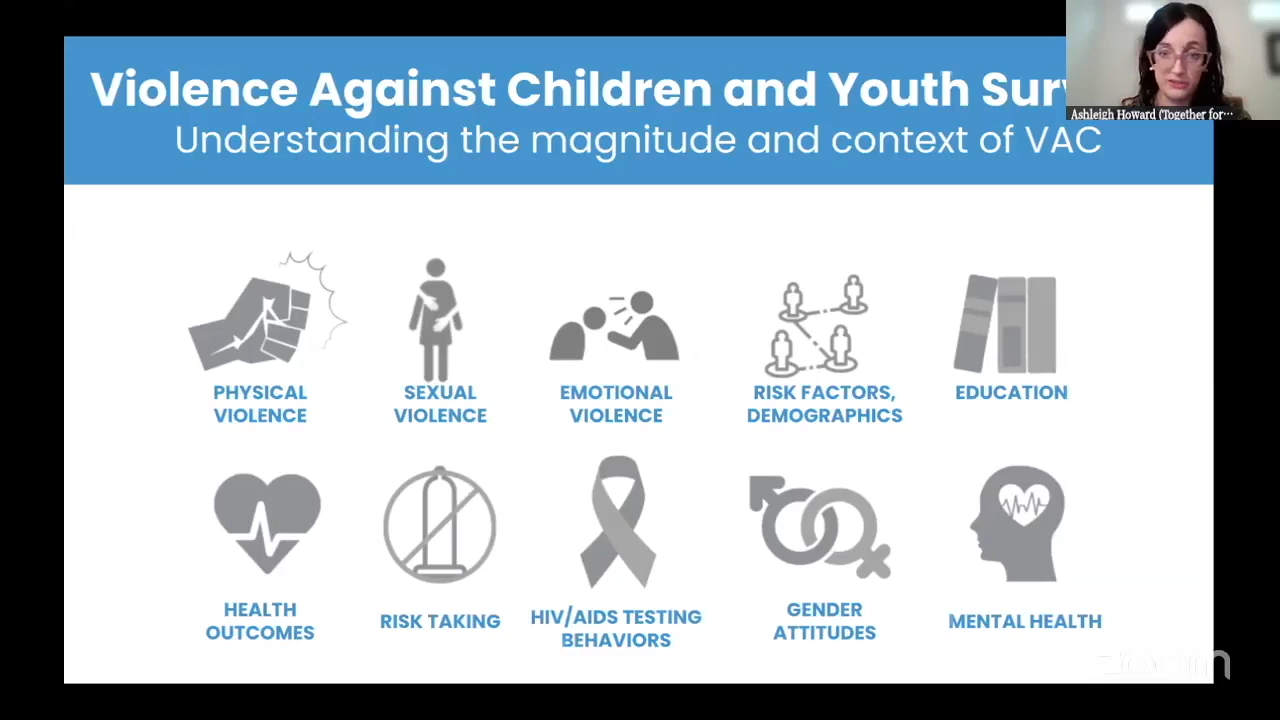 Violence Against Children and Youth Surv
Ashleigh Howard (Together for...
Understanding the magnitude and context of VAC
PHYSICAL
VIOLENCE
SEXUAL
VIOLENCE
EMOTIONAL
VIOLENCE
RISK FACTORS,
DEMOGRAPHICS
EDUCATION
HEALTH
OUTCOMES
RISK TAKING
HIV/AIDS TESTING
BEHAVIORS
GENDER
ATTITUDES
MENTAL HEALTH
zoom